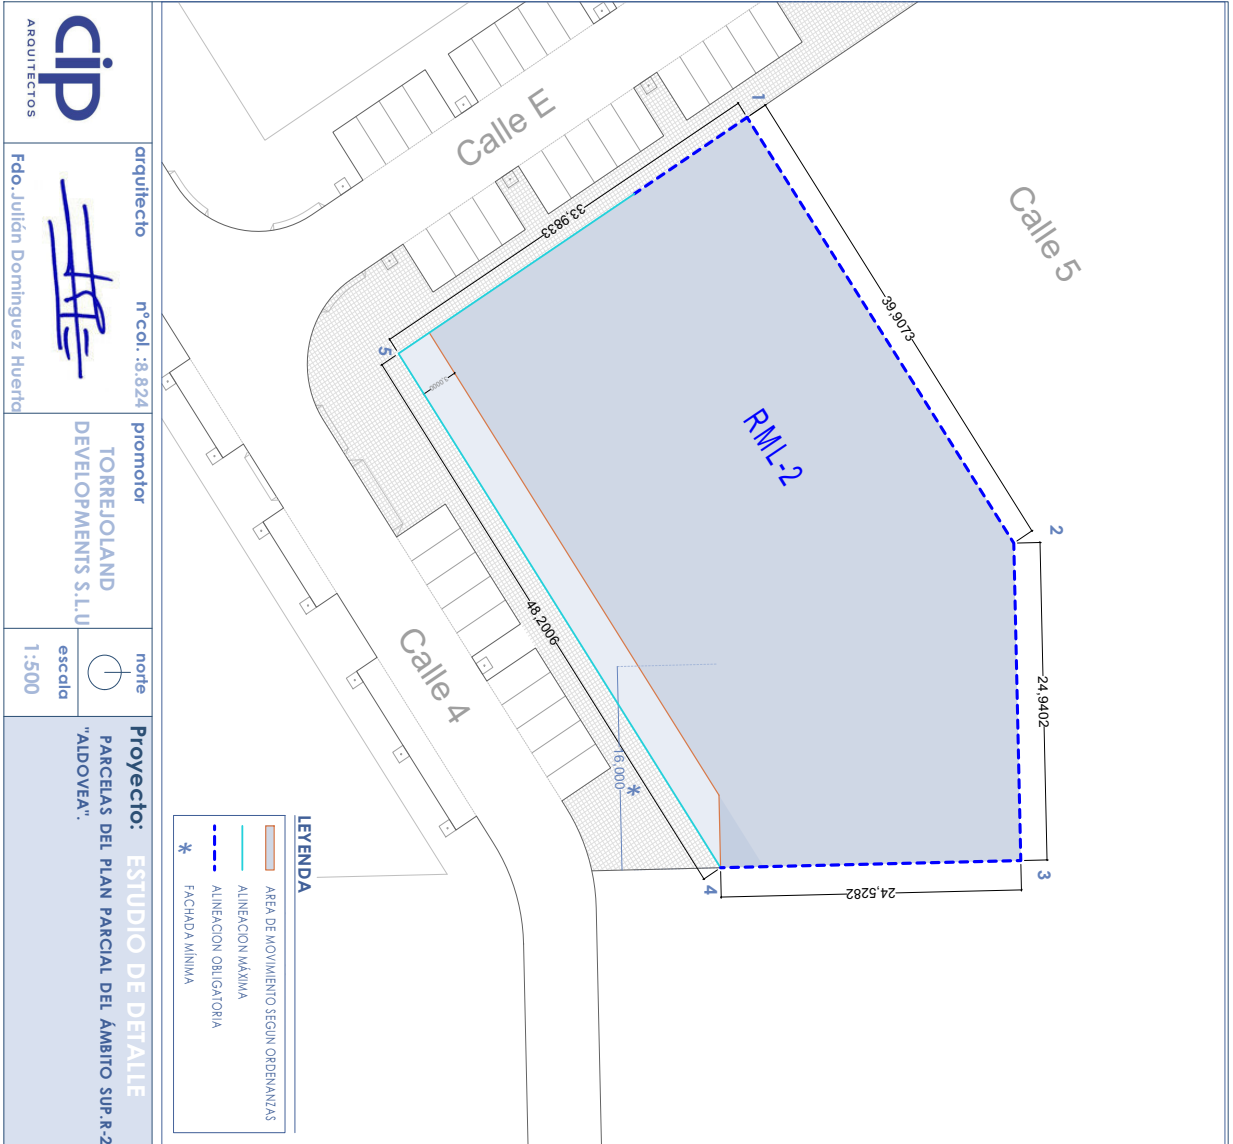 cip
ARQUITECTOS
arquitecto nºcol. :8.824
Fdo.Julián Dominguez Huerta
promotor
TORREJOLAND
DEVELOPMENTS S.L.U
norte
escala
1:500
Proyecto: ESTUDIO DE DETALLE
PARCELAS DEL PLAN PARCIAL DEL ÁMBITO SUP.R-2
"ALDOVEA".
LEYENDA
AREA DE MOVIMIENTO SEGUN ORDENANZAS
ALINEACION MÁXIMA
ALINEACION OBLIGATORIA
* FACHADA MÍNIMA
Calle E
Calle 5
Calle 4
RML-2
1
2
3
4
5
33,9833
39,9073
24,9402
24,5282
48,2006
3,0000
16,000
*